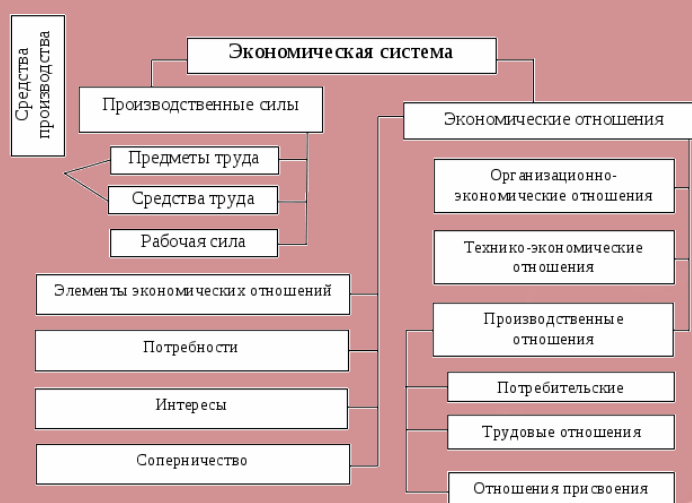 Средства
производства
Экономическая система
Производственные силы
Экономические отношения
Предметы труда
Средства труда
Рабочая сила
Организационно-
экономические отношения
Технико-экономические
отношения
Производственные
отношения
Потребительские
Трудовые отношения
Отношения присвоения
Элементы экономических отношений
Потребности
Интересы
Соперничество